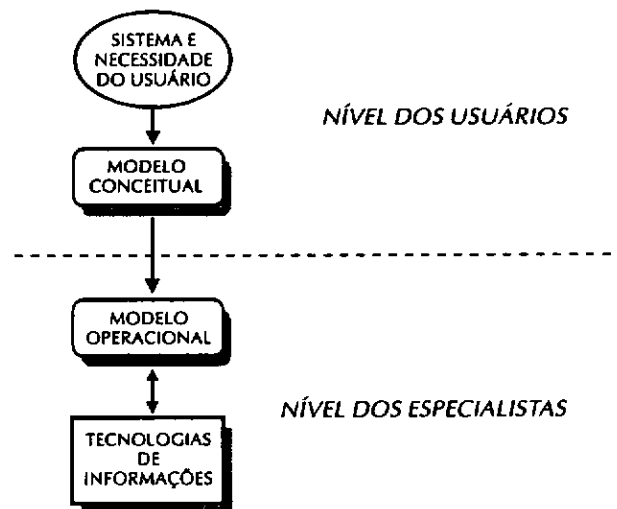 SISTEMA E
NECESSIDADE
DO USUÁRIO
NÍVEL DOS USUÁRIOS
MODELO
CONCEITUAL
MODELO
OPERACIONAL
NÍVEL DOS ESPECIALISTAS
TECNOLOGIAS
DE
INFORMAÇÕES